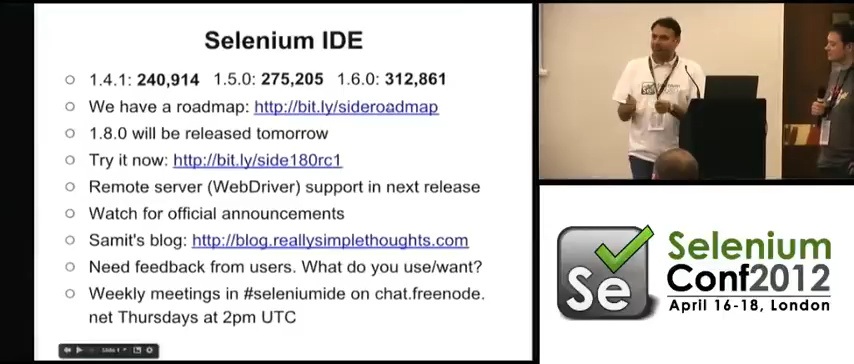 Selenium IDE
1.4.1: 240,914 1.5.0: 275,205 1.6.0: 312,861
We have a roadmap: http://bit.ly/sideroadmap
1.8.0 will be released tomorrow
Try it now: http://bit.ly/side180rc1
Remote server (WebDriver) support in next release
Watch for official announcements
Samit's blog: http://blog.reallysimplethoughts.com
Need feedback from users. What do you use/want?
Weekly meetings in #seleniumide on chat.freenode.
net Thursdays at 2pm UTC
Slide 1
Se
Selenium
Conf2012
April 16-18, London